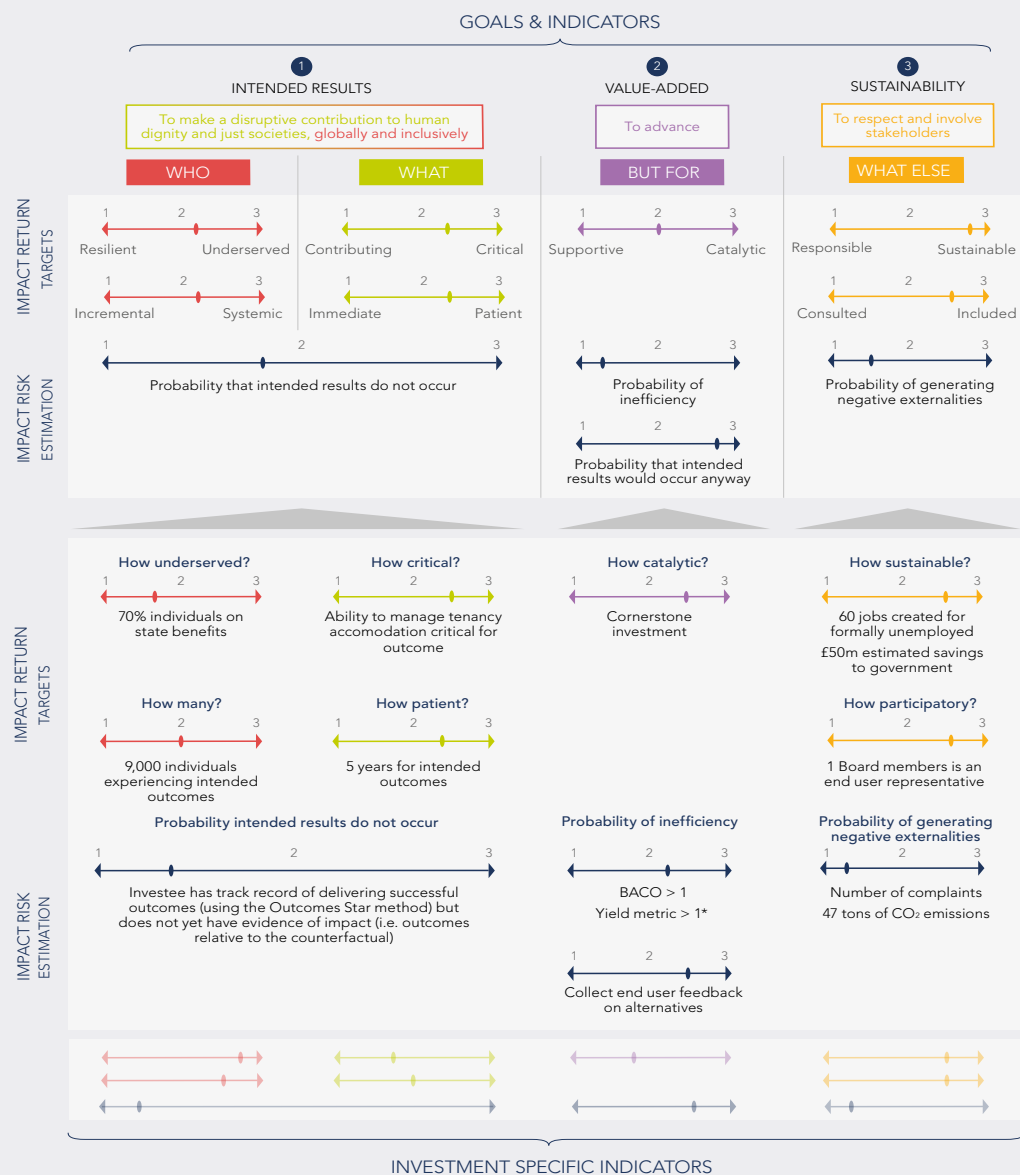 GOALS & INDICATORS
1
INTENDED RESULTS
To make a disruptive contribution to human
dignity and just societies, globally and inclusively
2
VALUE-ADDED
To advance
3
SUSTAINABILITY
To respect and involve
stakeholders
WHO
WHAT
BUT FOR
WHAT ELSE
IMPACT RETURN
TARGETS
1 2 3
Resilient Underserved
1 2 3
Contributing Critical
1 2 3
Supportive Catalytic
1 2 3
Responsible Sustainable
1 2 3
Incremental Systemic
1 2 3
Immediate Patient
1 2 3
Consulted Included
IMPACT RISK
ESTIMATION
1 2 3
Probability that intended results do not occur
1 2 3
Probability of
inefficiency
1 2 3
Probability that intended
results would occur anyway
1 2 3
Probability of generating
negative externalities
IMPACT RETURN
TARGETS
How underserved?
1 2 3
70% individuals on
state benefits
How critical?
1 2 3
Ability to manage tenancy
accomodation critical for
outcome
How catalytic?
1 2 3
Cornerstone
investment
How sustainable?
1 2 3
60 jobs created for
formally unemployed
£50m estimated savings
to government
How many?
1 2 3
9,000 individuals
experiencing intended
outcomes
How patient?
1 2 3
5 years for intended
outcomes
How participatory?
1 2 3
1 Board members is an
end user representative
IMPACT RISK
ESTIMATION
Probability intended results do not occur
1 2 3
Investee has track record of delivering successful
outcomes (using the Outcomes Star method) but
does not yet have evidence of impact (i.e. outcomes
relative to the counterfactual)
Probability of inefficiency
1 2 3
BACO > 1
Yield metric > 1*
1 2 3
Collect end user feedback
on alternatives
Probability of generating
negative externalities
1 2 3
Number of complaints
47 tons of CO₂ emissions
INVESTMENT SPECIFIC INDICATORS